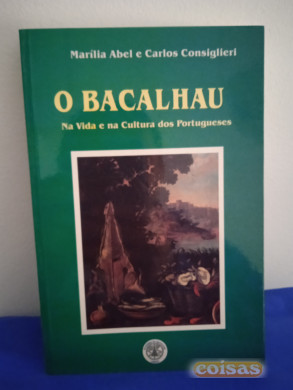 Marília Abel e Carlos Consiglieri
O BACALHAU
Na Vida e na Cultura dos Portugueses
coisas